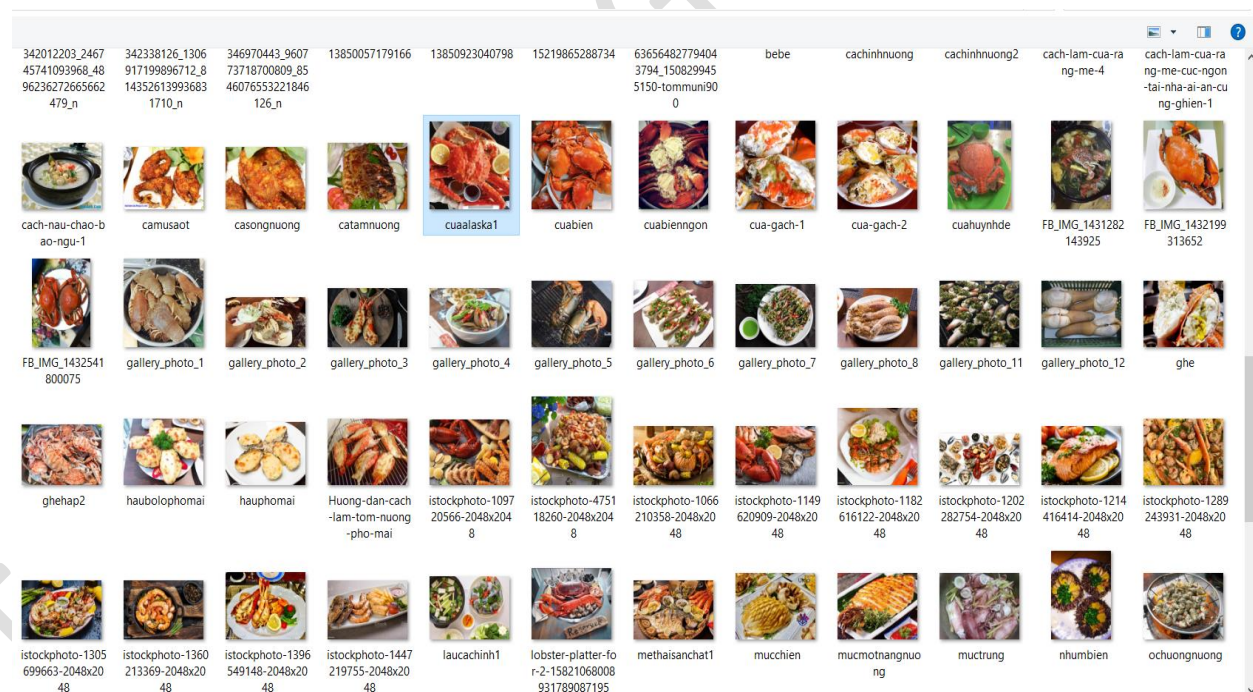 342012203_2467
45741093968_48
96236272665662
479_n
342338126_1306
917199896712_8
14352613993683
1710_n
346970443_9607
73718700809_85
46076553221846
126_n
13850057179166
13850923040798
15219865288734
63656482779404
3794_150829945
5150-tommuni90
0
bebe
cachinhnuong
cachinhnuong2
cach-lam-cua-ra
ng-me-4
cach-lam-cua-ra
ng-me-cuc-ngon
-tai-nha-ai-an-cu
ng-ghien-1
cach-nau-chao-b
ao-ngu-1
camusaot
casongnuong
catamnuong
cuaalaska1
cuabien
cuabienngon
cua-gach-1
cua-gach-2
cuahuynhde
FB_IMG_1431282
143925
FB_IMG_1432199
313652
FB_IMG_1432541
800075
gallery_photo_1
gallery_photo_2
gallery_photo_3
gallery_photo_4
gallery_photo_5
gallery_photo_6
gallery_photo_7
gallery_photo_8
gallery_photo_11
gallery_photo_12
ghe
ghehap2
haubolophomai
hauphomai
Huong-dan-cach
-lam-tom-nuong
-pho-mai
istockphoto-1097
20566-2048x204
8
istockphoto-4751
18260-2048x204
8
istockphoto-1066
210358-2048x20
48
istockphoto-1149
620909-2048x20
48
istockphoto-1182
616122-2048x20
48
istockphoto-1202
282754-2048x20
48
istockphoto-1214
416414-2048x20
48
istockphoto-1289
243931-2048x20
48
istockphoto-1305
699663-2048x20
48
istockphoto-1360
213369-2048x20
48
istockphoto-1396
549148-2048x20
48
istockphoto-1447
219755-2048x20
48
laucachinh1
lobster-platter-fo
r-2-15821068008
931789087195
methaisanchat1
mucchien
mucmotnangnuo
ng
muctrung
nhumbien
ochuongnuong